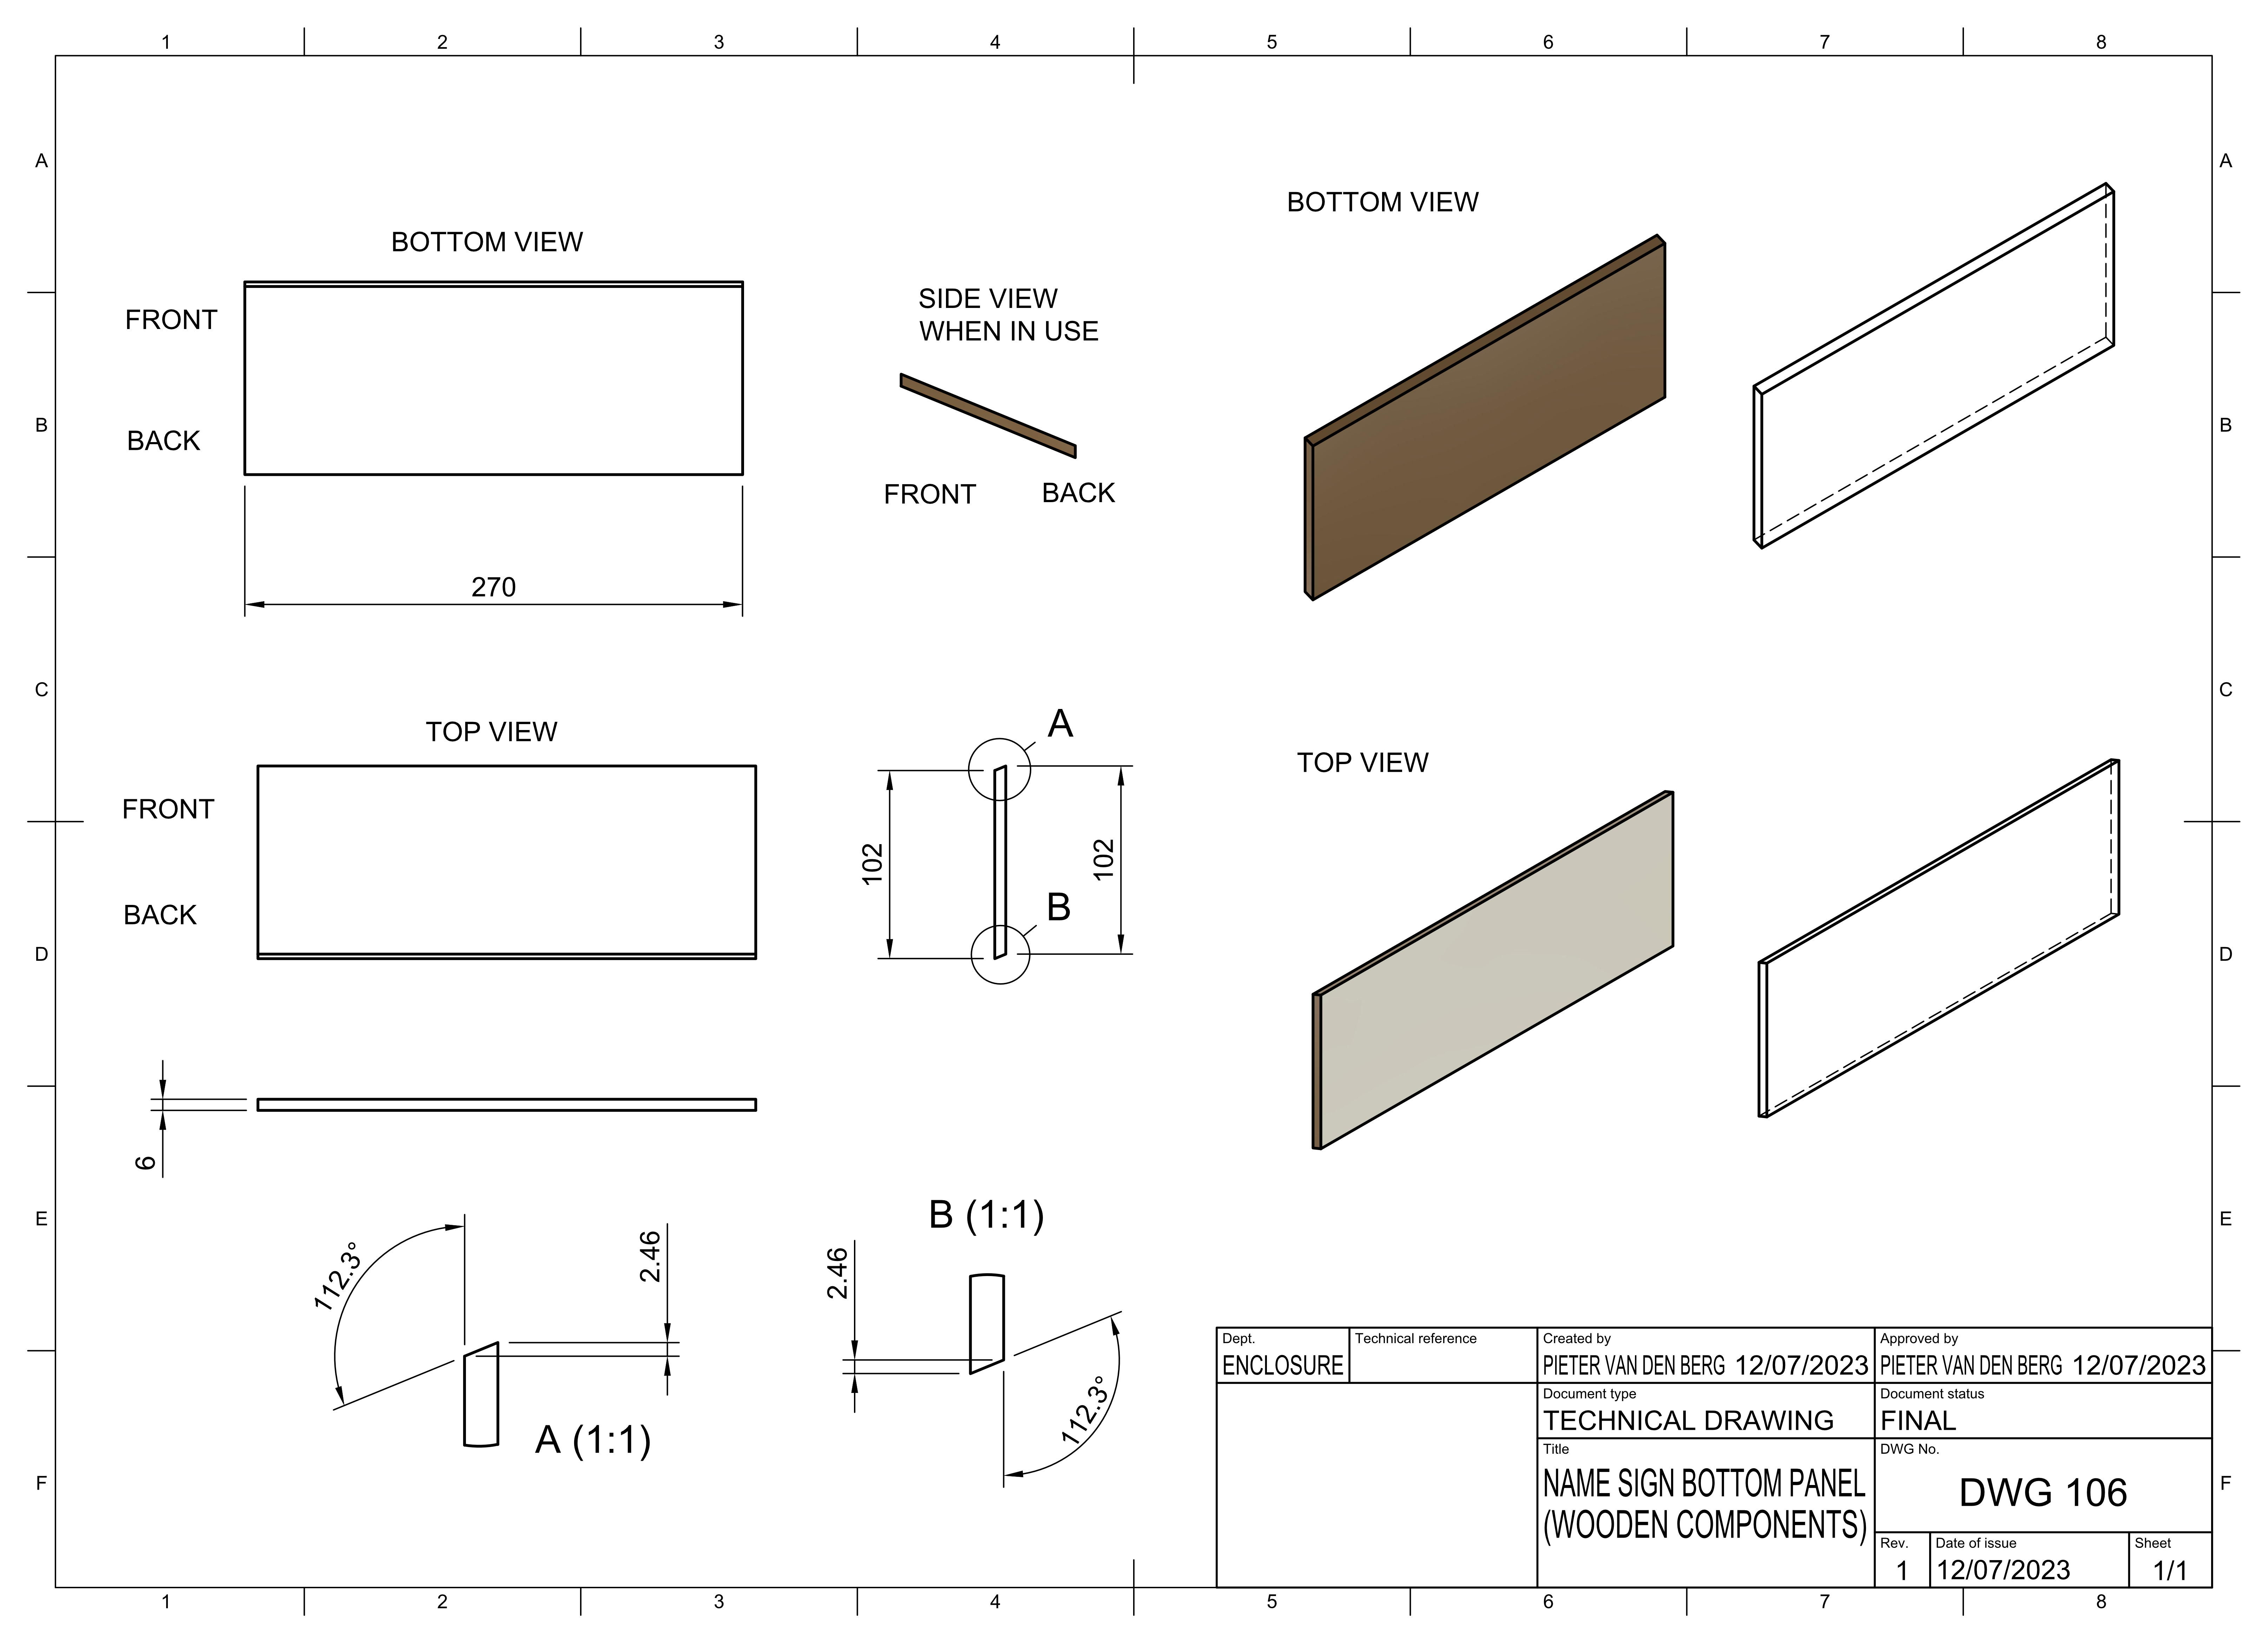 1 2 3 4 5 6 7 8
A A
BOTTOM VIEW
BOTTOM VIEW
FRONT
SIDE VIEW
WHEN IN USE
B B
BACK
FRONT BACK
270
C C
TOP VIEW
A
TOP VIEW
FRONT
102 102
BACK
B
D D
6
E E
B (1:1)
112.3°
2.46
2.46
112.3°
A (1:1)
F F
Dept. Technical reference Created by Approved by
ENCLOSURE PIETER VAN DEN BERG 12/07/2023 PIETER VAN DEN BERG 12/07/2023
Document type Document status
TECHNICAL DRAWING FINAL
Title DWG No.
NAME SIGN BOTTOM PANEL
(WOODEN COMPONENTS)
DWG 106
Rev. Date of issue Sheet
1 12/07/2023 1/1
1 2 3 4 5 6 7 8